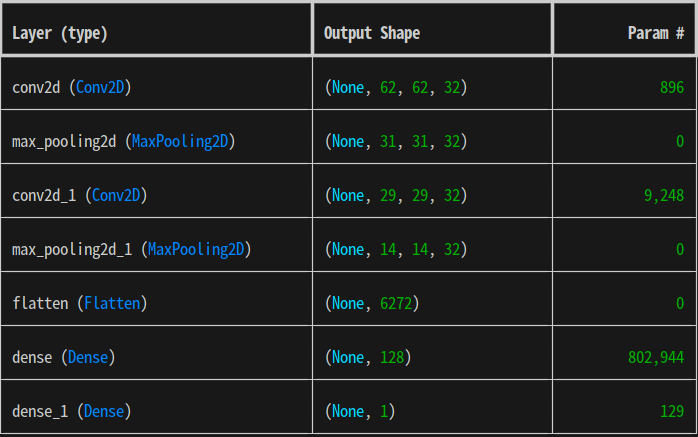 Layer (type) Output Shape Param #
conv2d (Conv2D) (None, 62, 62, 32) 896
max_pooling2d (MaxPooling2D) (None, 31, 31, 32) 0
conv2d_1 (Conv2D) (None, 29, 29, 32) 9,248
max_pooling2d_1 (MaxPooling2D) (None, 14, 14, 32) 0
flatten (Flatten) (None, 6272) 0
dense (Dense) (None, 128) 802,944
dense_1 (Dense) (None, 1) 129